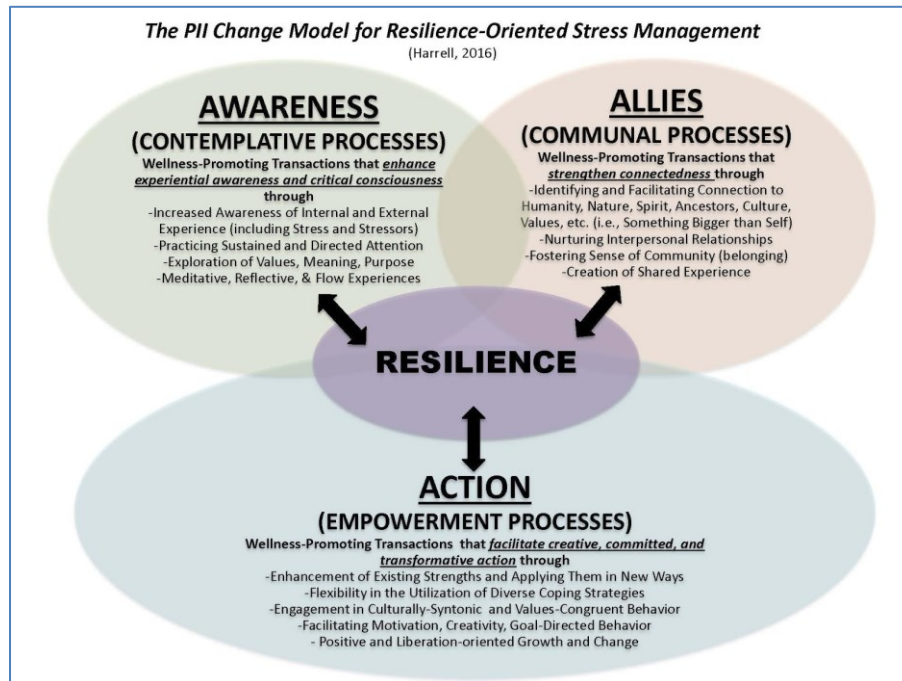 The PII Change Model for Resilience-Oriented Stress Management
(Harrell, 2016)
AWARENESS
(CONTEMPLATIVE PROCESSES)
Wellness-Promoting Transactions that enhance
experiential awareness and critical consciousness
through
-Increased Awareness of Internal and External
Experience (including Stress and Stressors)
-Practicing Sustained and Directed Attention
-Exploration of Values, Meaning, Purpose
-Meditative, Reflective, & Flow Experiences
ALLIES
(COMMUNAL PROCESSES)
Wellness-Promoting Transactions that
strengthen connectedness through
-Identifying and Facilitating Connection to
Humanity, Nature, Spirit, Ancestors, Culture,
Values, etc. (i.e., Something Bigger than Self)
-Nurturing Interpersonal Relationships
-Fostering Sense of Community (belonging)
-Creation of Shared Experience
RESILIENCE
ACTION
(EMPOWERMENT PROCESSES)
Wellness-Promoting Transactions that facilitate creative, committed, and
transformative action through
-Enhancement of Existing Strengths and Applying Them in New Ways
-Flexibility in the Utilization of Diverse Coping Strategies
-Engagement in Culturally-Syntonic and Values-Congruent Behavior
-Facilitating Motivation, Creativity, Goal-Directed Behavior
- Positive and Liberation-oriented Growth and Change